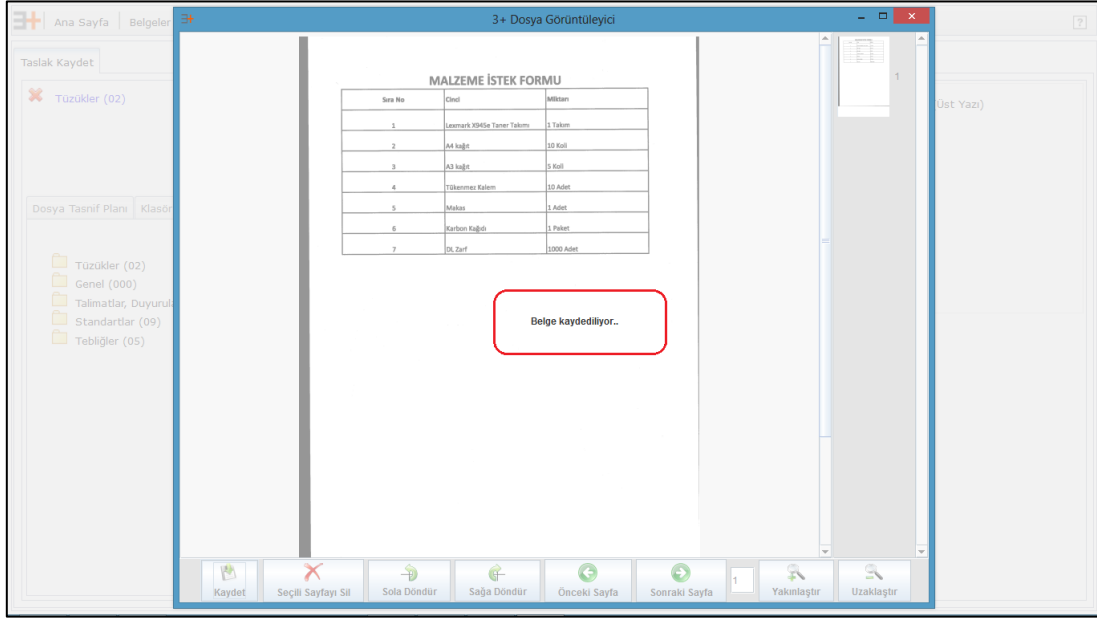 3+ Dosya Görüntüleyici
Ana Sayfa Belgeler
?
Taslak Kaydet
Tüzükler (02)
Üst Yazı)
Dosya Tasnif Planı Klasör
Tüzükler (02)
Genel (000)
Talimatlar, Duyurula
Standartlar (09)
Tebliğler (05)
MALZEME İSTEK FORMU
Sıra No Cinci Miktarı
1 Lexmark X945e Taner Takımı 1 Takım
2 A4 kağıt 10 Koli
3 A3 kağıt 5 Koli
4 Tükenmez Kalem 10 Adet
5 Makas 1 Adet
6 Karbon Kağıdı 1 Paket
7 DL Zarf 1000 Adet
Belge kaydediliyor..
1
Kaydet Seçili Sayfayı Sil Sola Döndür Sağa Döndür Önceki Sayfa Sonraki Sayfa 1 Yakınlaştır Uzaklaştır